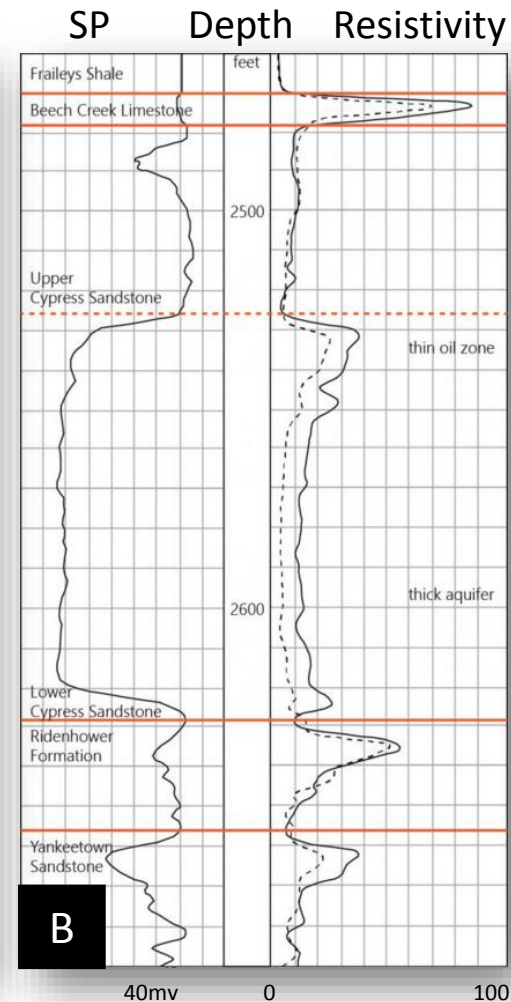 SP Depth Resistivity
feet
Fraileys Shale
Beech Creek Limestone
2500
Upper
Cypress Sandstone
thin oil zone
thick aquifer
2600
Lower
Cypress Sandstone
Ridenhower
Formation
Yankeetown
Sandstone
B
40mv 0 100